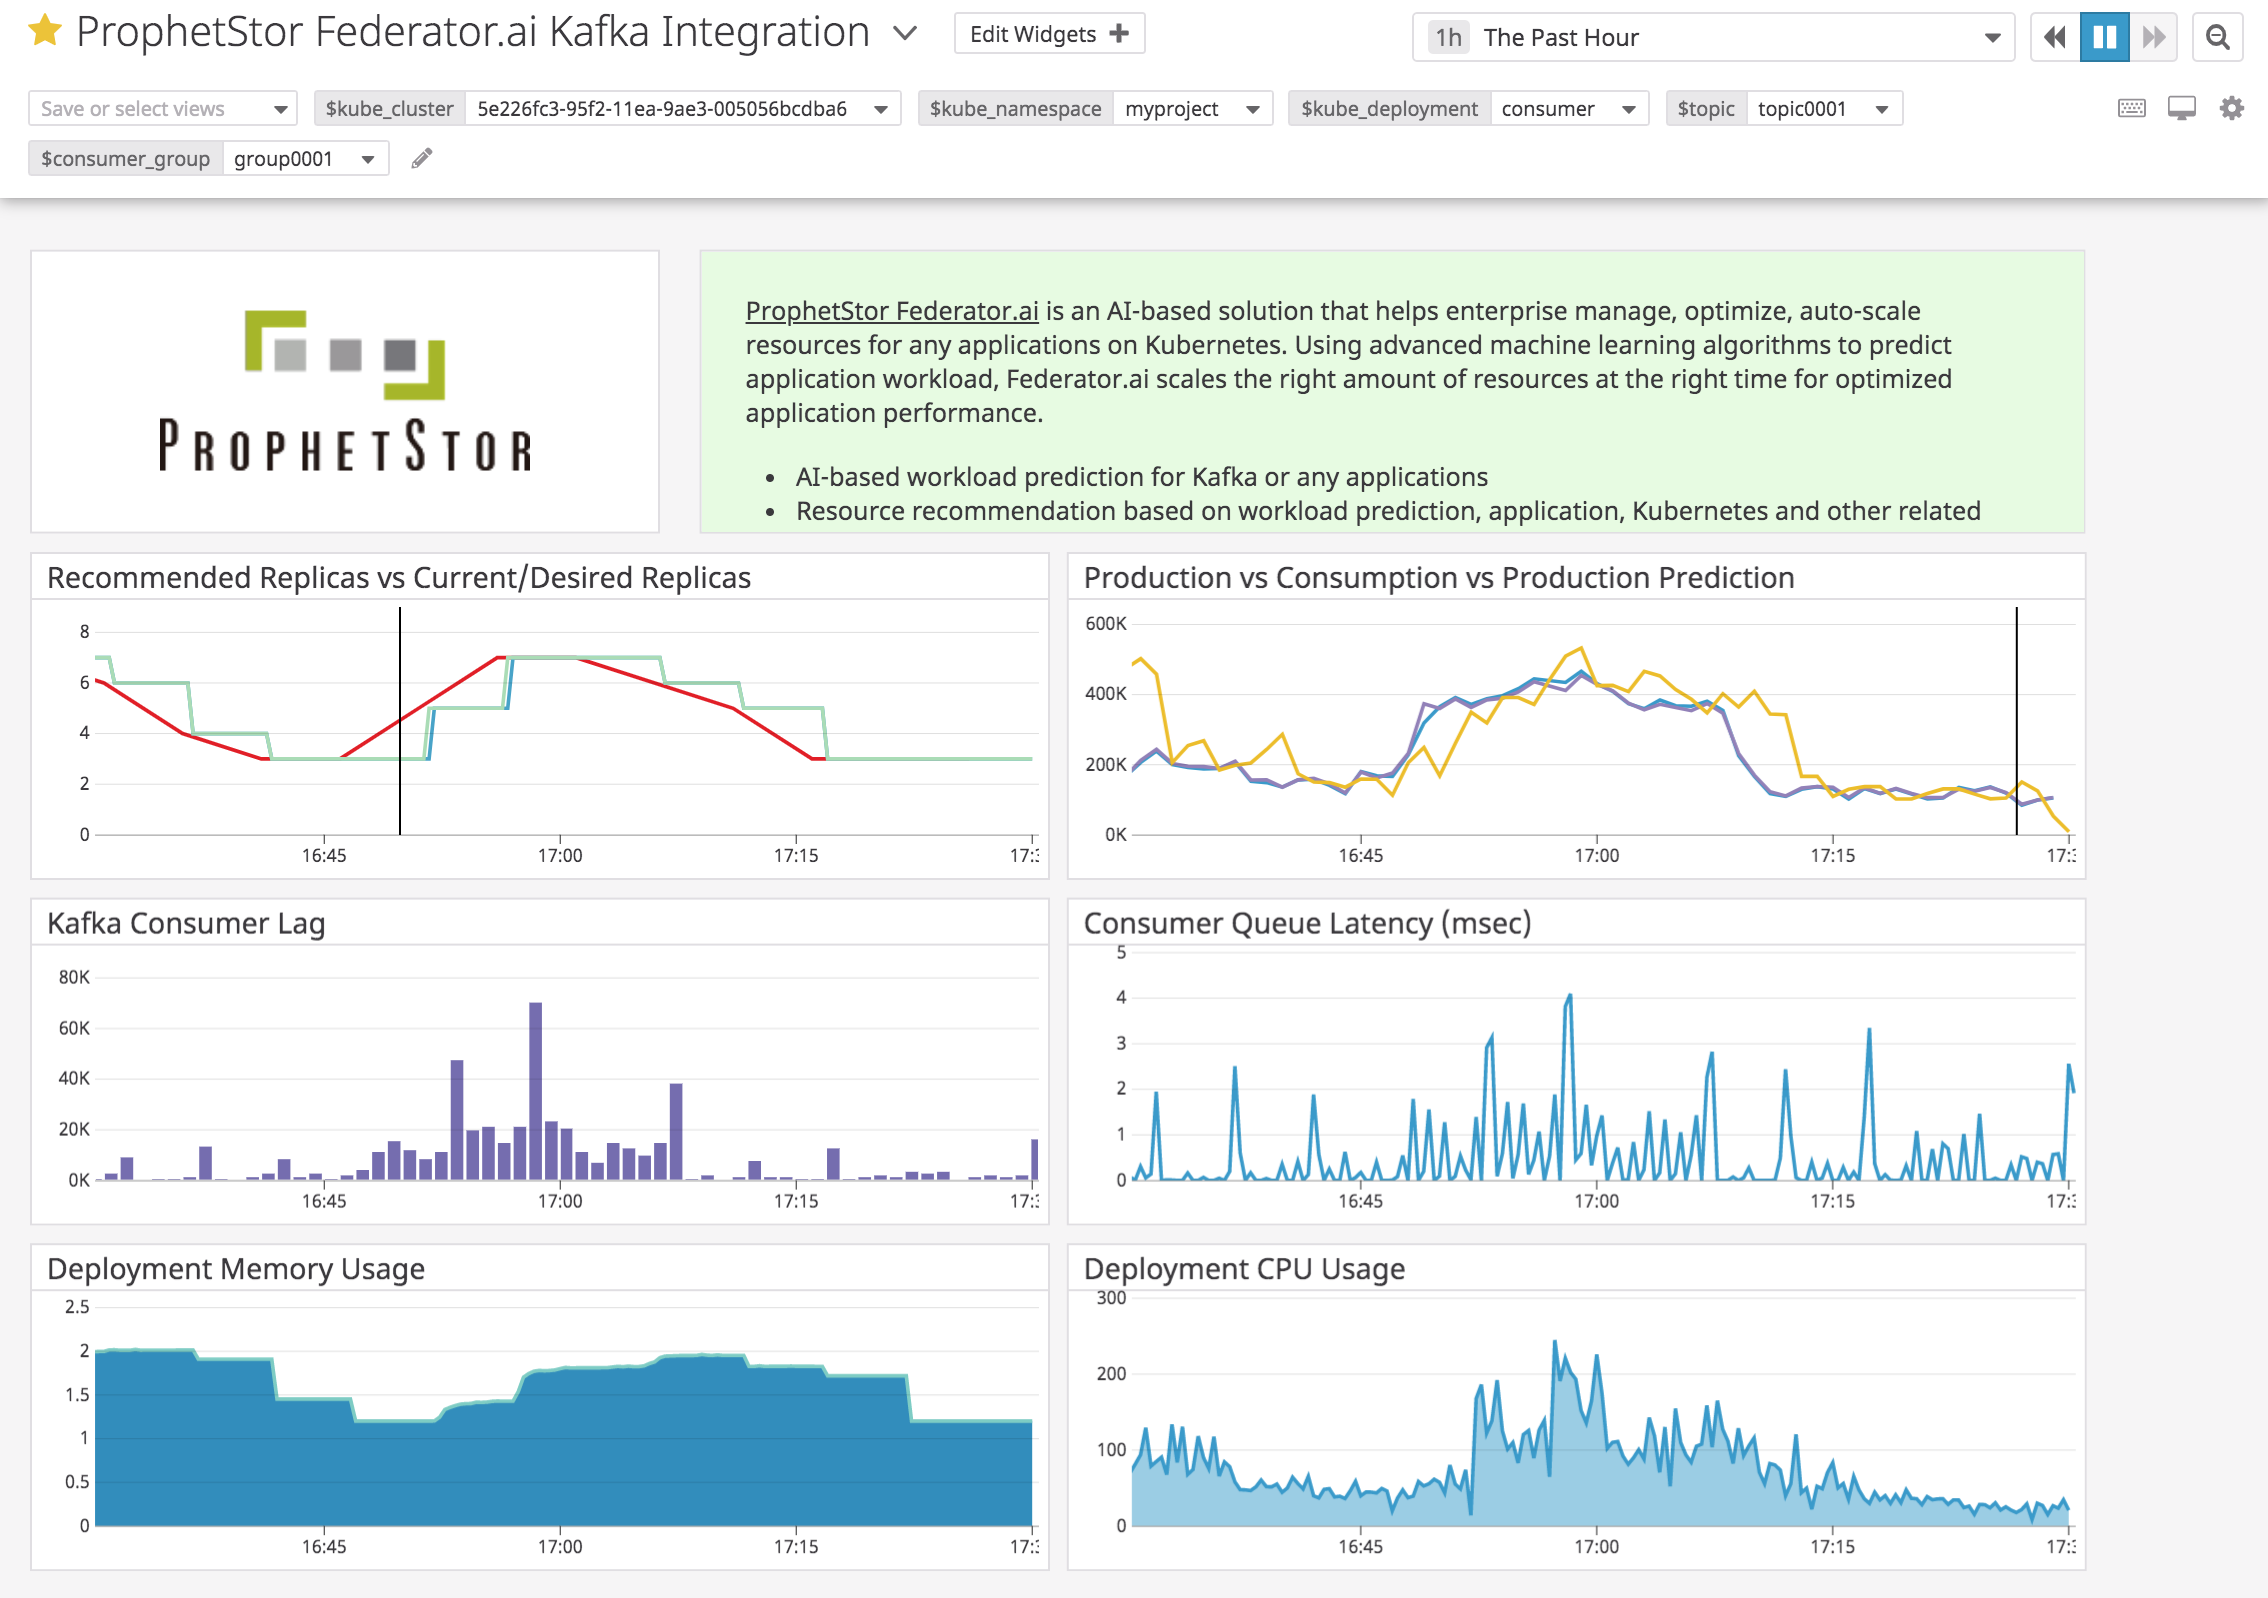 ProphetStor Federator.ai Kafka Integration
Edit Widgets
1h The Past Hour
Save or select views
$kube_cluster 5e226fc3-95f2-11ea-9ae3-005056bcdba6
$kube_namespace myproject
$kube_deployment consumer
$topic topic0001
$consumer_group group0001
PROPHETSTOR
ProphetStor Federator.ai is an AI-based solution that helps enterprise manage, optimize, auto-scale
resources for any applications on Kubernetes. Using advanced machine learning algorithms to predict
application workload, Federator.ai scales the right amount of resources at the right time for optimized
application performance.
• AI-based workload prediction for Kafka or any applications
• Resource recommendation based on workload prediction, application, Kubernetes and other related
Recommended Replicas vs Current/Desired Replicas
8
6
4
2
0
16:45 17:00 17:15 17:3
Production vs Consumption vs Production Prediction
600K
400K
200K
0K
16:45 17:00 17:15 17:3
Kafka Consumer Lag
80K
60K
40K
20K
0K
16:45 17:00 17:15 17:3
Consumer Queue Latency (msec)
5
4
3
2
1
0
16:45 17:00 17:15 17:3
Deployment Memory Usage
2.5
2
1.5
1
0.5
0
16:45 17:00 17:15 17:3
Deployment CPU Usage
300
200
100
0
16:45 17:00 17:15 17:3